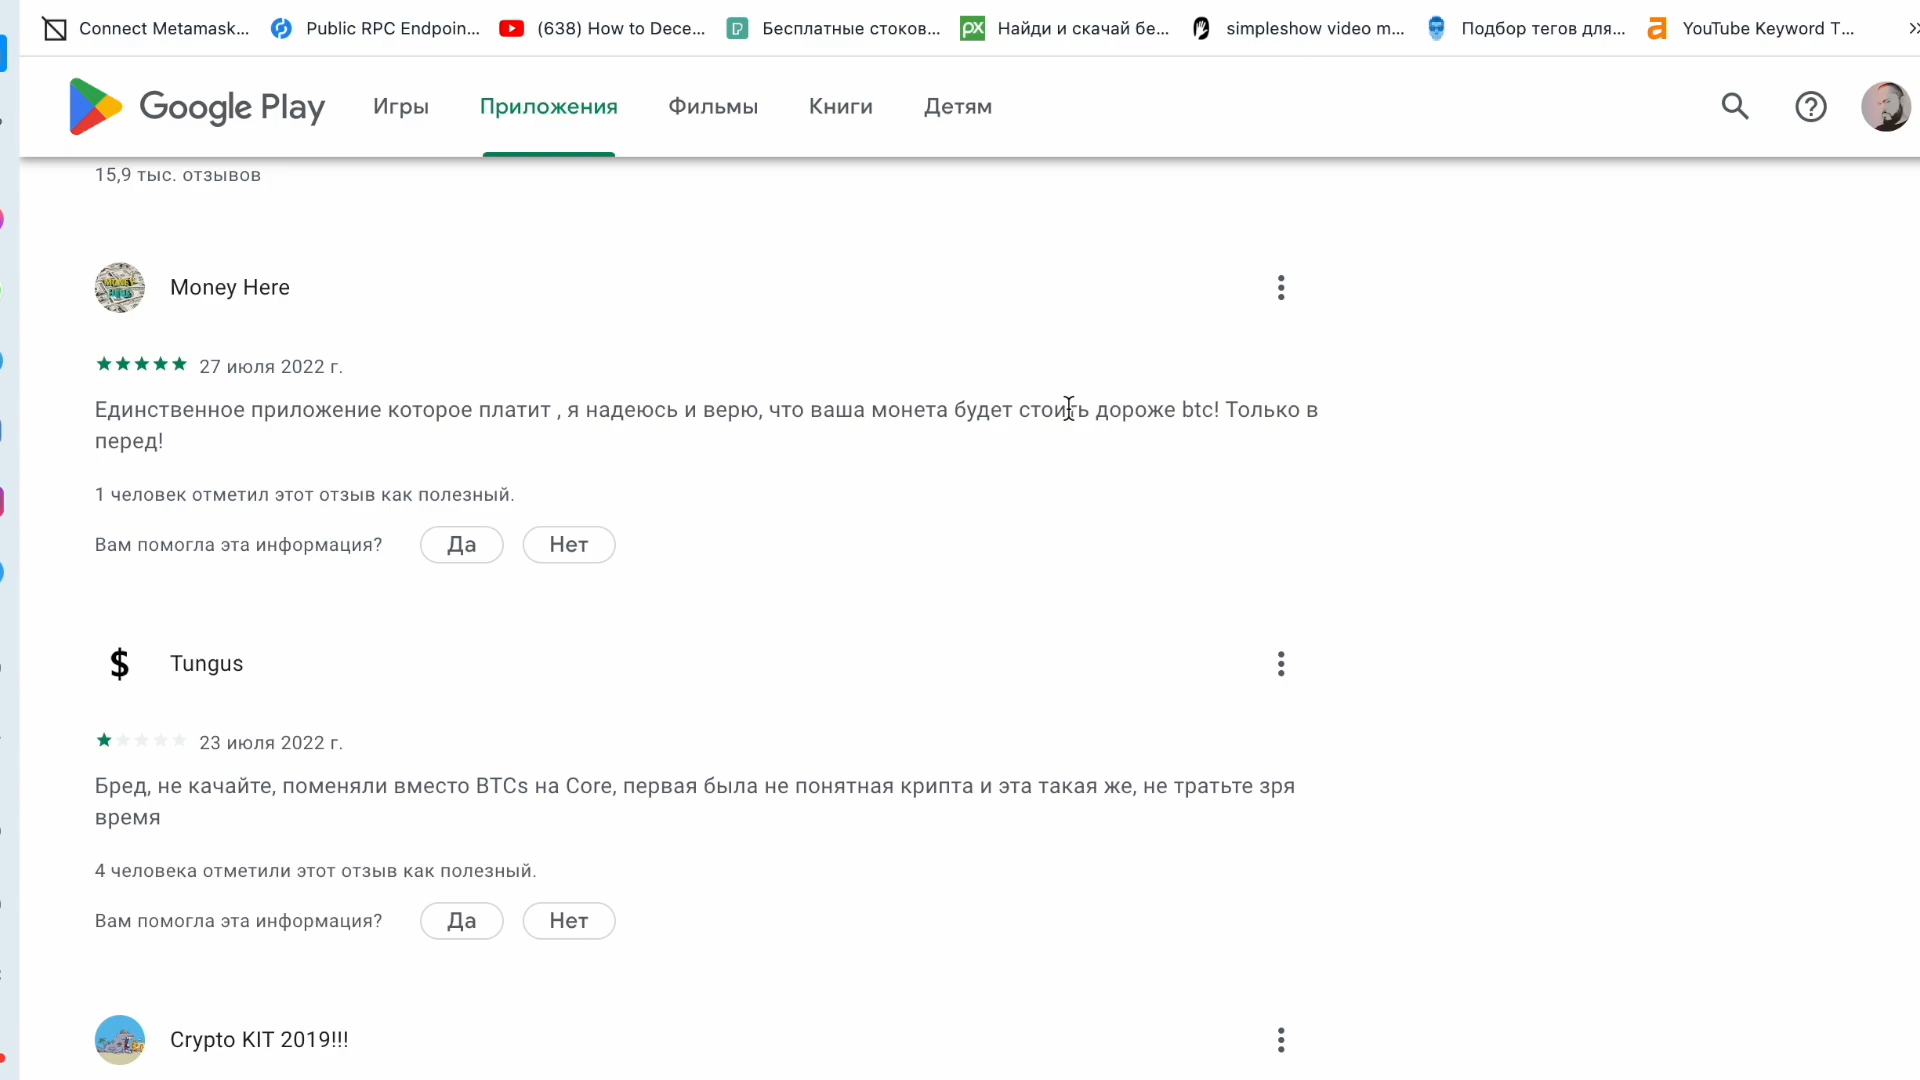 Connect Metamask...
Public RPC Endpoin...
(638) How to Dece...
Бесплатные стоков...
Найди и скачай бе...
simpleshow video m...
Подбор тегов для...
YouTube Keyword T...
Google Play
Игры
Приложения
Фильмы
Книги
Детям
15,9 тыс. отзывов
Money Here
27 июля 2022 г.
Единственное приложение которое платит , я надеюсь и верю, что ваша монета будет стоить дороже btc! Только в
перед!
1 человек отметил этот отзыв как полезный.
Вам помогла эта информация?
Да
Нет
$
Tungus
23 июля 2022 г.
Бред, не качайте, поменяли вместо BTCs на Core, первая была не понятная крипта и эта такая же, не тратьте зря
время
4 человека отметили этот отзыв как полезный.
Вам помогла эта информация?
Да
Нет
Crypto KIT 2019!!!